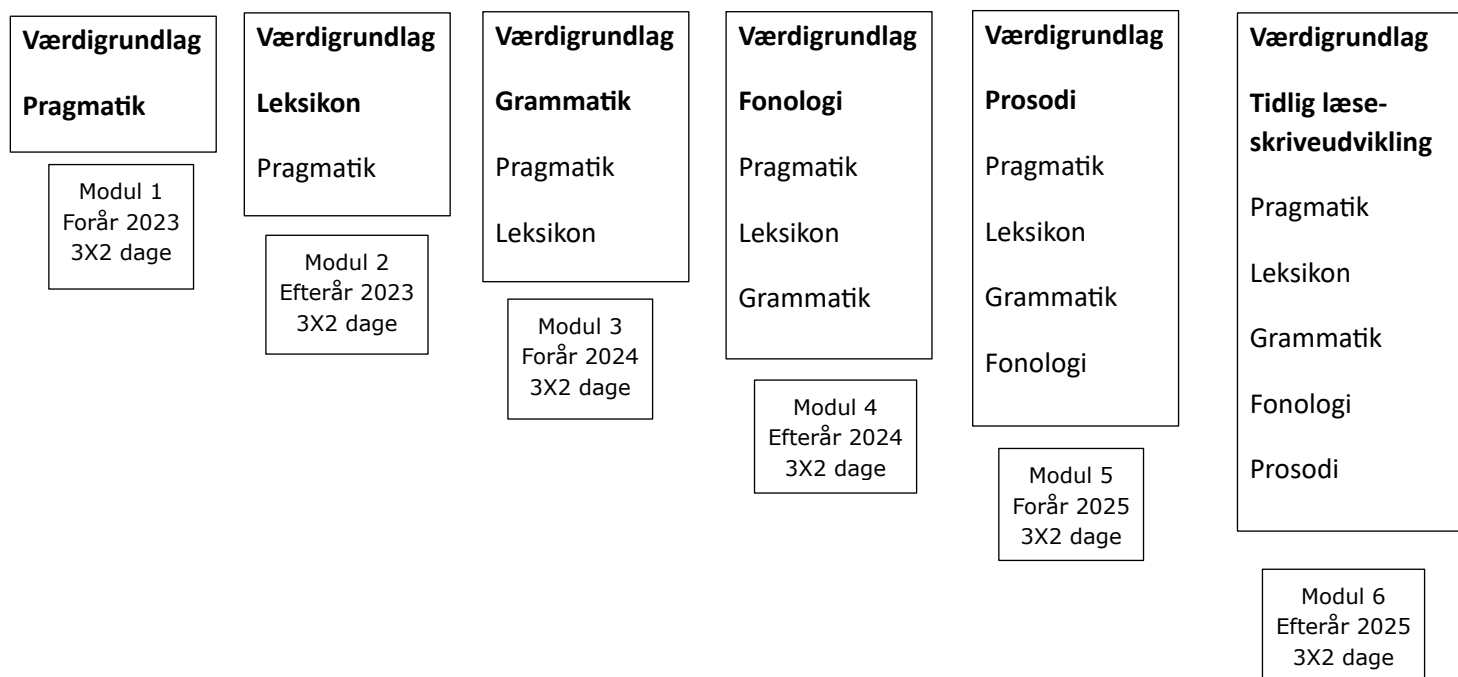 Værdigrundlag
Pragmatik
Modul 1
Forår 2023
3X2 dage
Værdigrundlag
Leksikon
Pragmatik
Modul 2
Efterår 2023
3X2 dage
Værdigrundlag
Grammatik
Pragmatik
Leksikon
Modul 3
Forår 2024
3X2 dage
Værdigrundlag
Fonologi
Pragmatik
Leksikon
Grammatik
Modul 4
Efterår 2024
3X2 dage
Værdigrundlag
Prosodi
Pragmatik
Leksikon
Grammatik
Fonologi
Modul 5
Forår 2025
3X2 dage
Værdigrundlag
Tidlig læse-
skriveudvikling
Pragmatik
Leksikon
Grammatik
Fonologi
Prosodi
Modul 6
Efterår 2025
3X2 dage